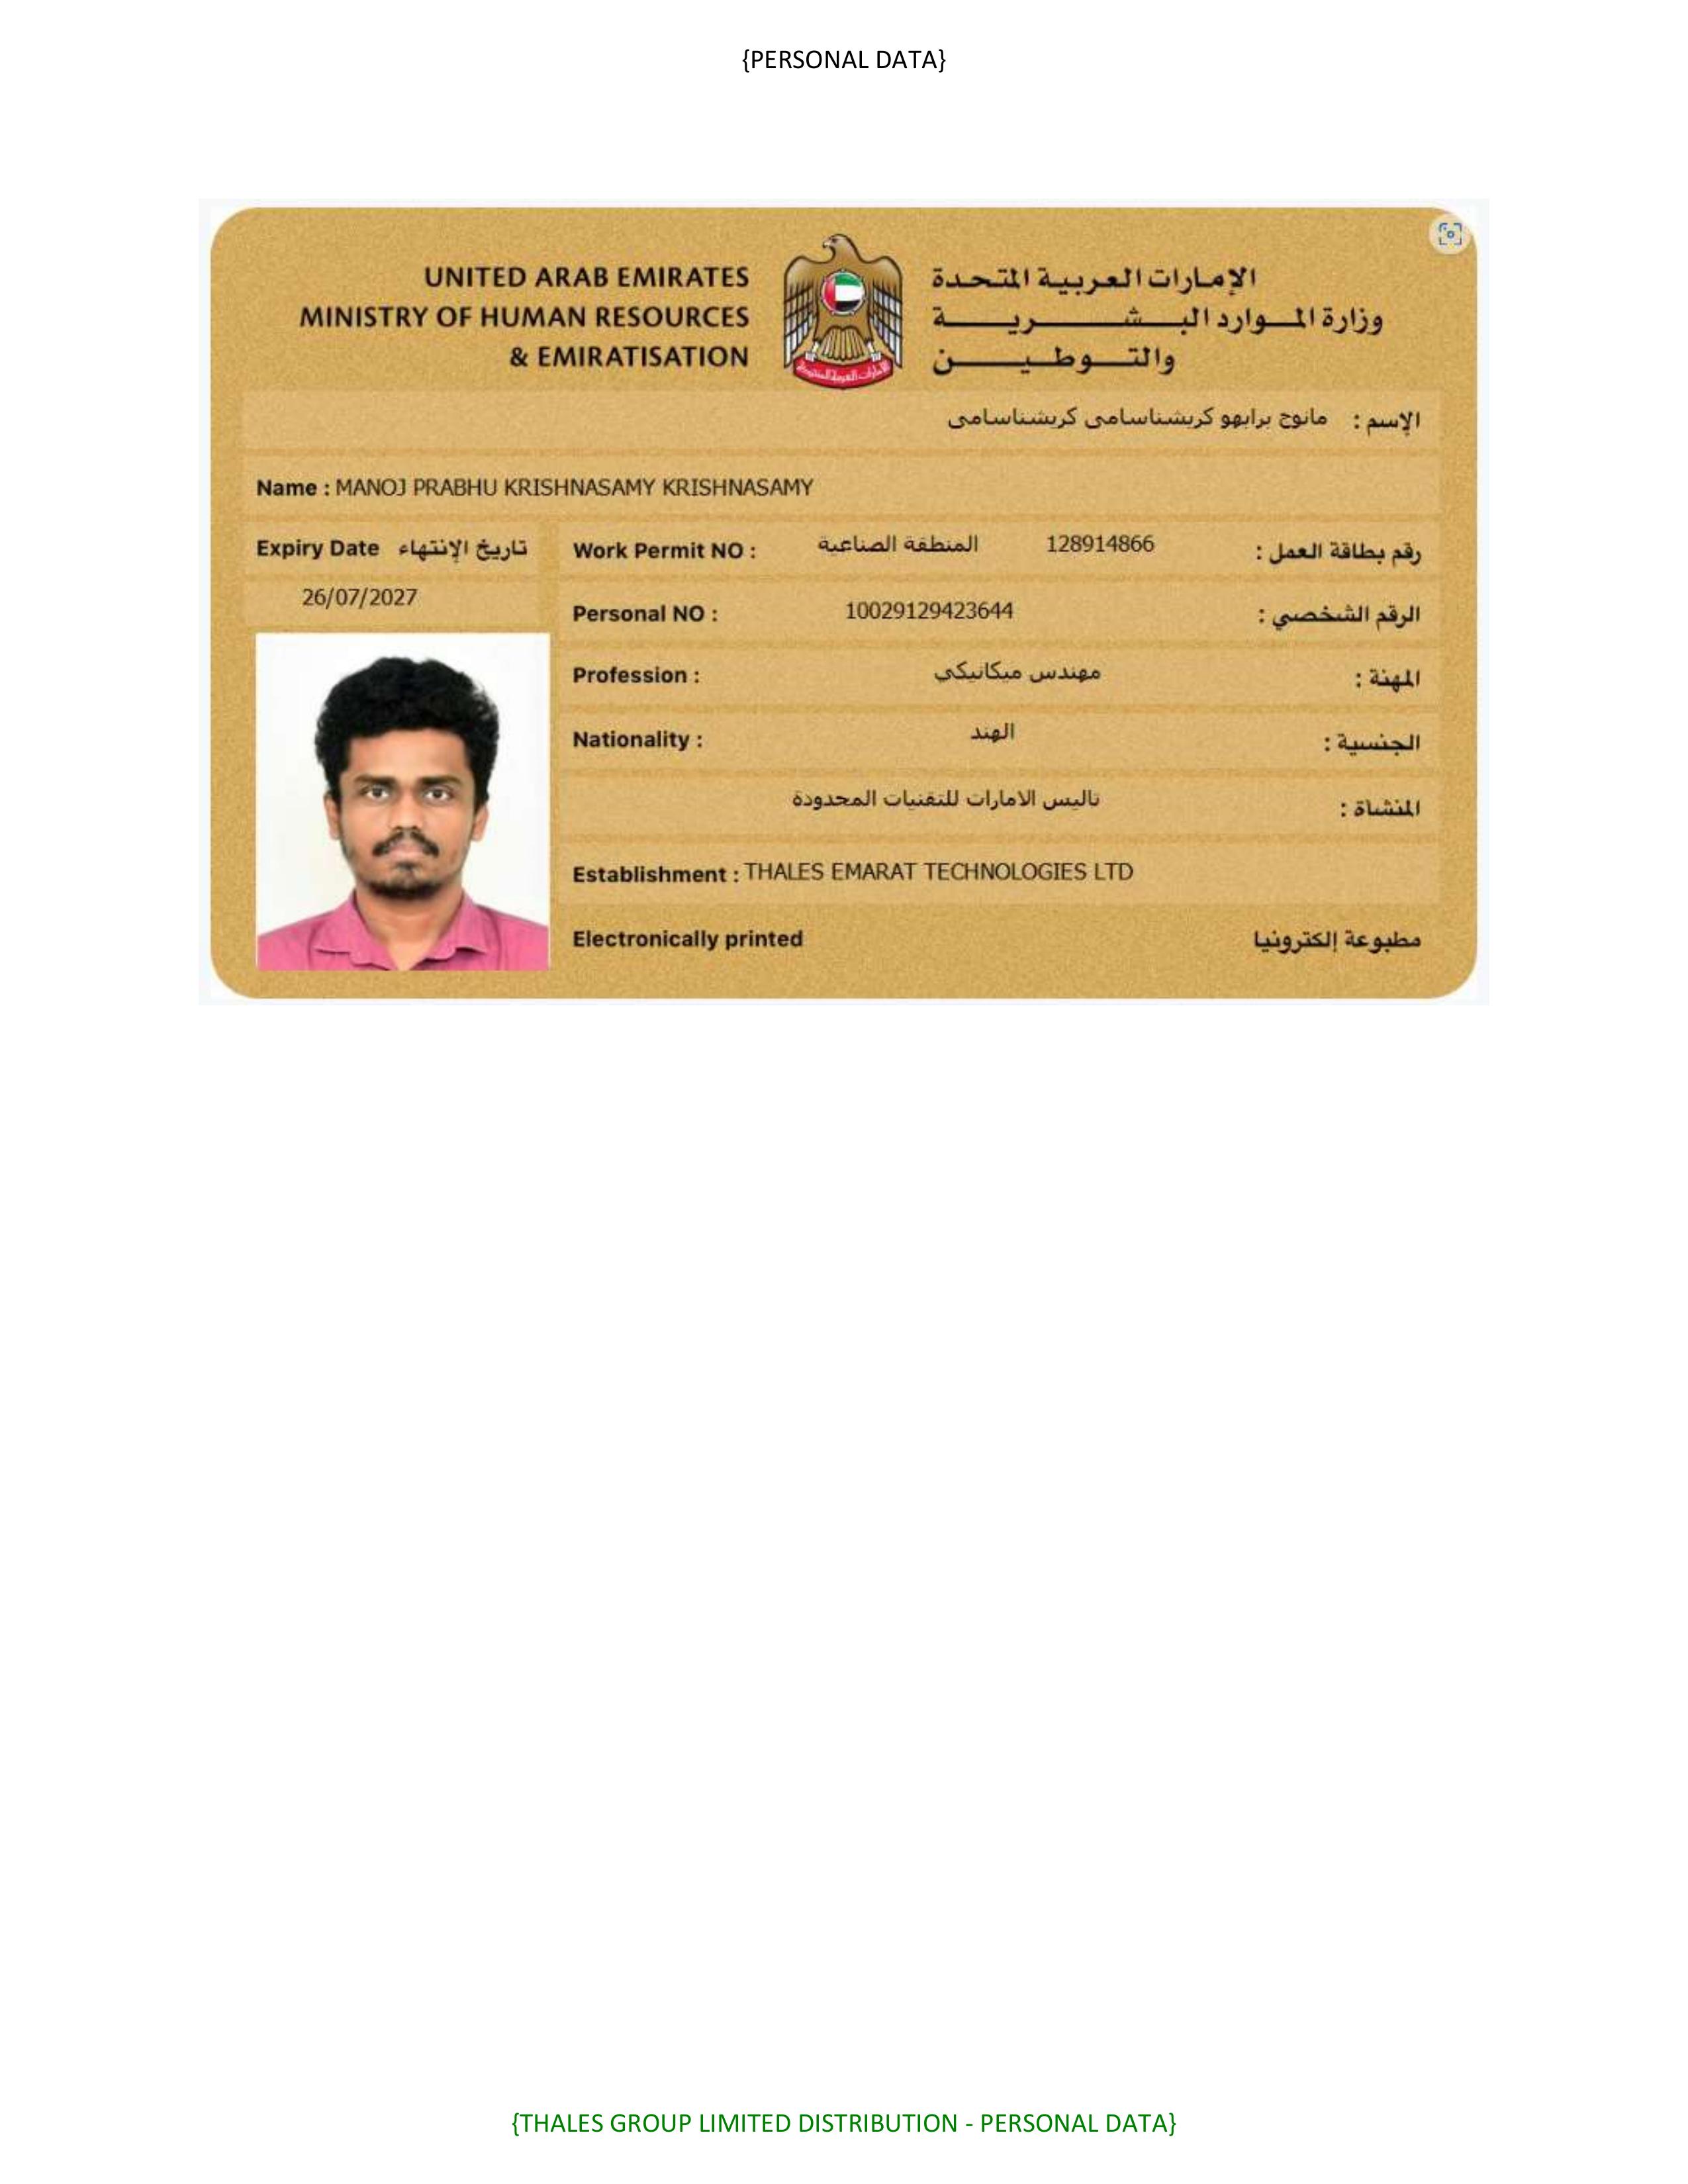 {PERSONAL DATA}
UNITED ARAB EMIRATES
MINISTRY OF HUMAN RESOURCES
& EMIRATISATION
الإمارات العربية المتحدة
وزارة الموارد البشرية
والتوطين
الإمارات العربية المتحدة
الإسم : مانوج برابهو كريشناسامى كريشناسامى
Name : MANOJ PRABHU KRISHNASAMY KRISHNASAMY
Expiry Date تاريخ الإنتهاء
26/07/2027
Work Permit NO : المنطقة الصناعية 128914866 رقم بطاقة العمل :
Personal NO : 10029129423644 الرقم الشخصي :
Profession : مهندس ميكانيكي المهنة :
Nationality : الهند الجنسية :
المنشاة : تاليس الامارات للتقنيات المحدودة
Establishment : THALES EMARAT TECHNOLOGIES LTD
Electronically printed مطبوعة إلكترونيا
{THALES GROUP LIMITED DISTRIBUTION - PERSONAL DATA}